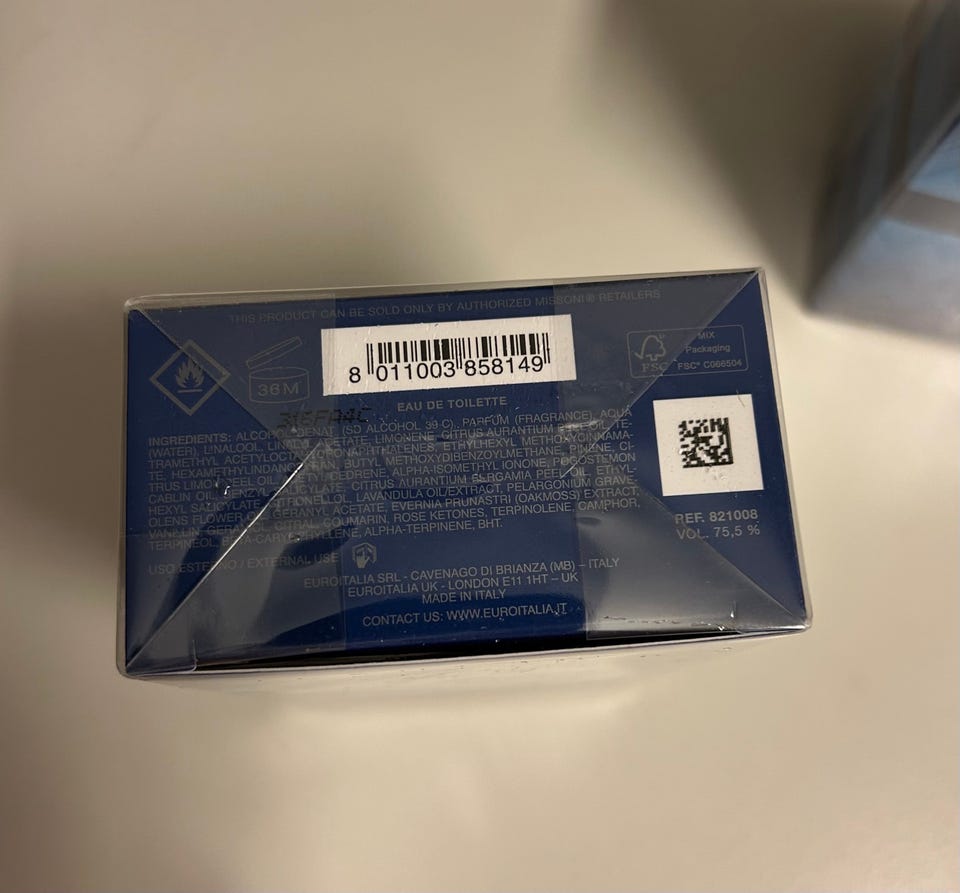 THIS PRODUCT CAN BE SOLD ONLY BY AUTHORIZED MISSONI® RETAILERS
36M
8 011003 858149
MIX
Packaging
FSC® C066504
FSC
EAU DE TOILETTE
INGREDIENTS: ALCOHOL DENAT (SD ALCOHOL 39 C), PARFUM (FRAGRANCE), AQUA
(WATER), LINALOOL, ACETATE, LIMONENE, CITRUS AURANTIUM
TRAMETHYL ACETYLOCTAHYDRONAPHTHALENES, ETHYLHEXYL METHOXYCINNAMA-
TE, HEXAMETHYLINDANOPYRAN, BUTYL METHOXYDIBENZOYLMETHANE, PINENE, CI-
TRUS LIMON PEEL OIL, ALPHA-ISOMETHYL IONONE, POGOSTEMON
CABLIN OIL, BENZYL SALICYLATE, CITRUS AURANTIUM BERGAMIA PEEL OIL, ETHYL-
HEXYL SALICYLATE, CITRONELLOL, LAVANDULA OIL/EXTRACT, PELARGONIUM GRAVE-
OLENS FLOWER OIL, GERANYL ACETATE, EVERNIA PRUNASTRI (OAKMOSS) EXTRACT,
VANILLIN, GERANIOL, CITRAL, COUMARIN, ROSE KETONES, TERPINOLENE, CAMPHOR,
TERPINEOL, BETA-CARYOPHYLLENE, ALPHA-TERPINENE, BHT.
REF. 821008
VOL. 75,5 %
USO ESTERNO / EXTERNAL USE
EUROITALIA SRL - CAVENAGO DI BRIANZA (MB) – ITALY
EUROITALIA UK - LONDON E11 1HT – UK
MADE IN ITALY
CONTACT US: WWW.EUROITALIA.IT